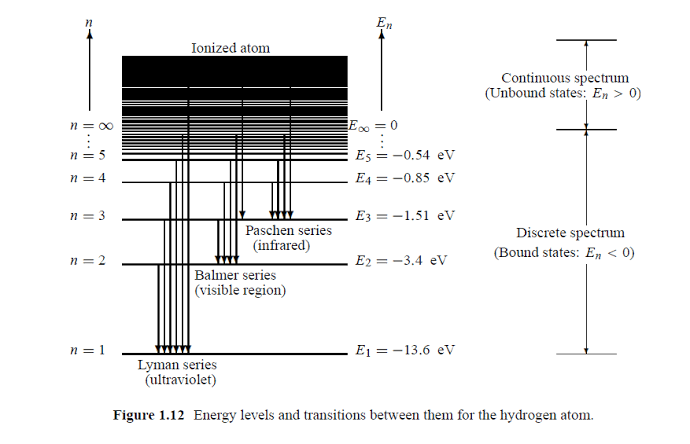 n
Eₙ
Ionized atom
Continuous spectrum
(Unbound states: Eₙ > 0)
n = ∞
E∞ = 0
⋮
⋮
n = 5
E₅ = −0.54 eV
n = 4
E₄ = −0.85 eV
n = 3
E₃ = −1.51 eV
Paschen series
(infrared)
Discrete spectrum
(Bound states: Eₙ < 0)
n = 2
E₂ = −3.4 eV
Balmer series
(visible region)
n = 1
E₁ = −13.6 eV
Lyman series
(ultraviolet)
Figure 1.12 Energy levels and transitions between them for the hydrogen atom.